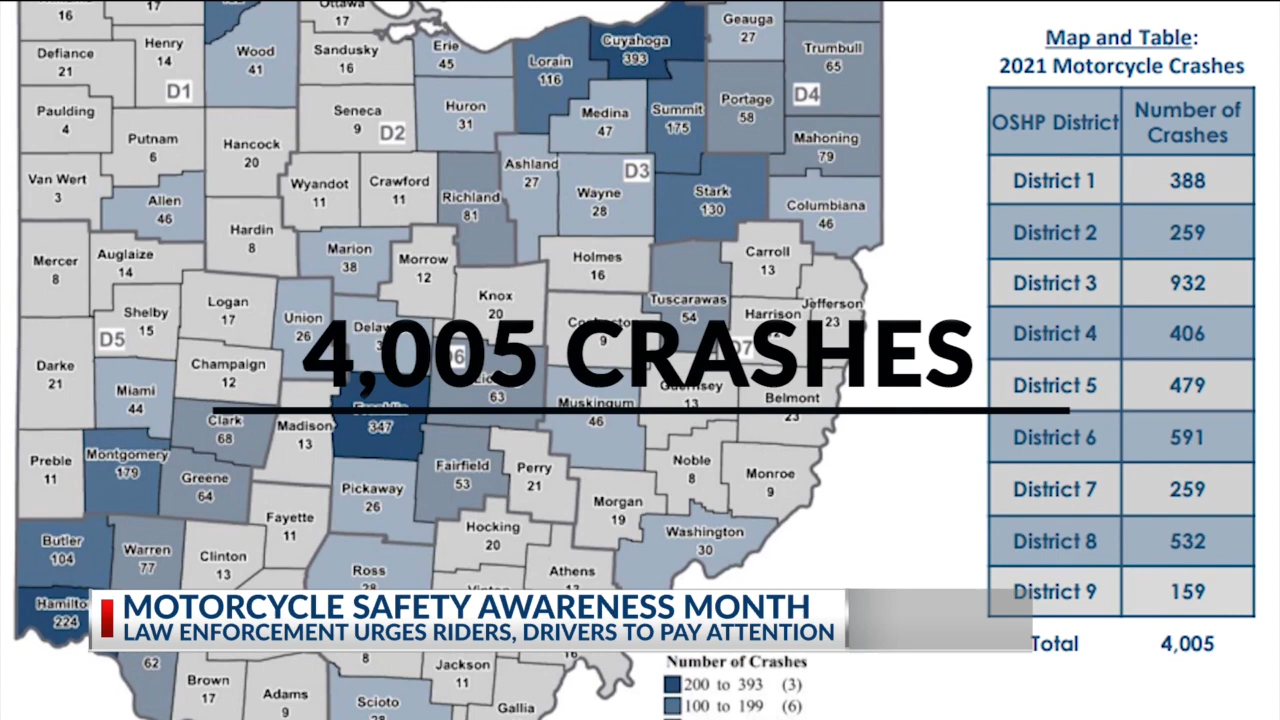 16
17
Ottawa
17
Geauga
27
Defiance
21
Henry
14
Wood
41
Sandusky
16
Erie
45
Lorain
116
Cuyahoga
393
Trumbull
65
D1
D4
Paulding
4
Putnam
6
Hancock
20
Seneca
9
D2
Huron
31
Medina
47
Summit
175
Portage
58
Mahoning
79
Van Wert
3
Allen
46
Wyandot
11
Crawford
11
Richland
81
Ashland
27
Wayne
28
D3
Stark
130
Columbiana
46
Mercer
8
Auglaize
14
Hardin
8
Marion
38
Morrow
12
Holmes
16
Carroll
13
Shelby
15
Logan
17
Union
26
Knox
20
Tuscarawas
54
Harrison
Jefferson
23
D5
Darke
21
Miami
44
Champaign
12
63
Muskingum
46
13
Belmont
23
4,005 CRASHES
Clark
68
Madison
13
347
Preble
11
Montgomery
179
Greene
64
Pickaway
26
Fairfield
53
Perry
21
Noble
8
Monroe
9
Morgan
19
Fayette
11
Hocking
20
Washington
30
Butler
104
Warren
77
Clinton
13
Ross
Athens
224
62
8
Brown
17
Adams
9
Scioto
Jackson
11
Gallia
Map and Table:
2021 Motorcycle Crashes
OSHP District Number of Crashes
District 1 388
District 2 259
District 3 932
District 4 406
District 5 479
District 6 591
District 7 259
District 8 532
District 9 159
Total 4,005
MOTORCYCLE SAFETY AWARENESS MONTH
LAW ENFORCEMENT URGES RIDERS, DRIVERS TO PAY ATTENTION
Number of Crashes
200 to 393 (3)
100 to 199 (6)